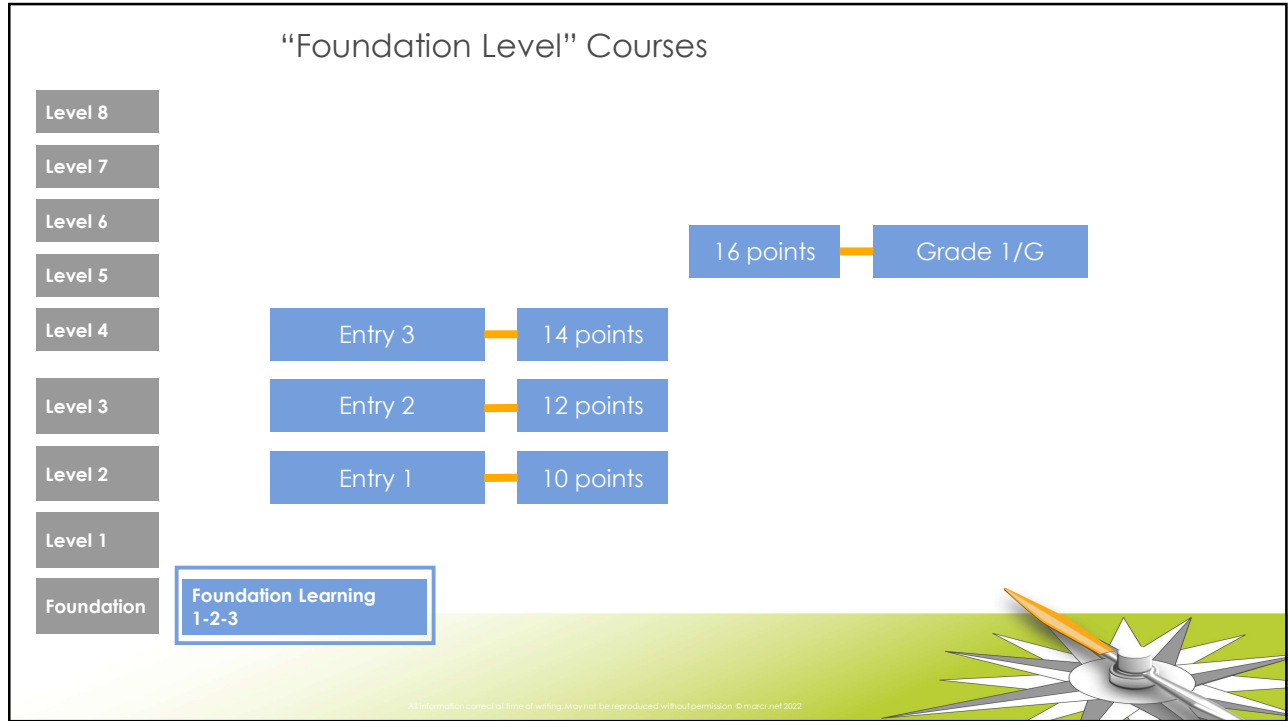 “Foundation Level” Courses
Level 8
Level 7
Level 6
Level 5
Level 4
Level 3
Level 2
Level 1
Foundation
16 points
Grade 1/G
Entry 3
14 points
Entry 2
12 points
Entry 1
10 points
Foundation Learning
1-2-3
All information correct at time of writing, May not be reproduced without permission © marcr.net 2022